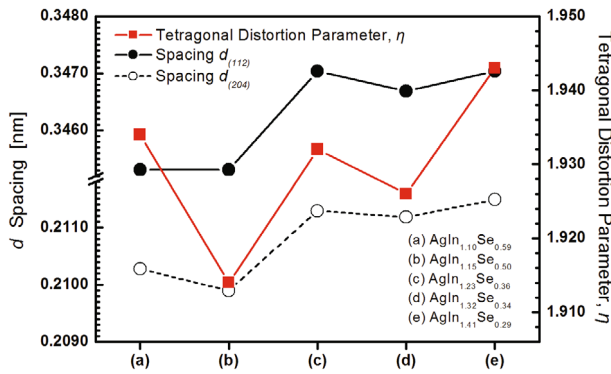 0.3480
0.3470
0.3460
0.2110
0.2100
0.2090
d Spacing [nm]
Tetragonal Distortion Parameter, η
Spacing d(112)
Spacing d(204)
(a) AgIn1.10Se0.59
(b) AgIn1.15Se0.50
(c) AgIn1.23Se0.36
(d) AgIn1.32Se0.34
(e) AgIn1.41Se0.29
(a) (b) (c) (d) (e)
1.950
1.940
1.930
1.920
1.910
Tetragonal Distortion Parameter, η